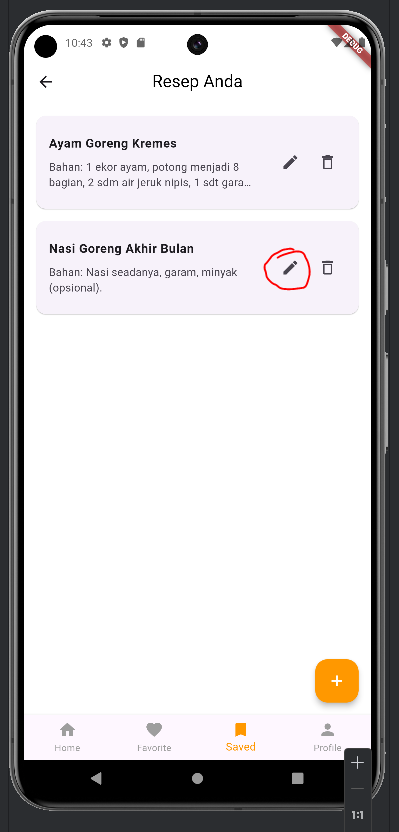 10:43
DEBUG
Resep Anda
Ayam Goreng Kremes
Bahan: 1 ekor ayam, potong menjadi 8
bagian, 2 sdm air jeruk nipis, 1 sdt gara...
Nasi Goreng Akhir Bulan
Bahan: Nasi seadanya, garam, minyak
(opsional).
+
Home
Favorite
Saved
Profile
1:1